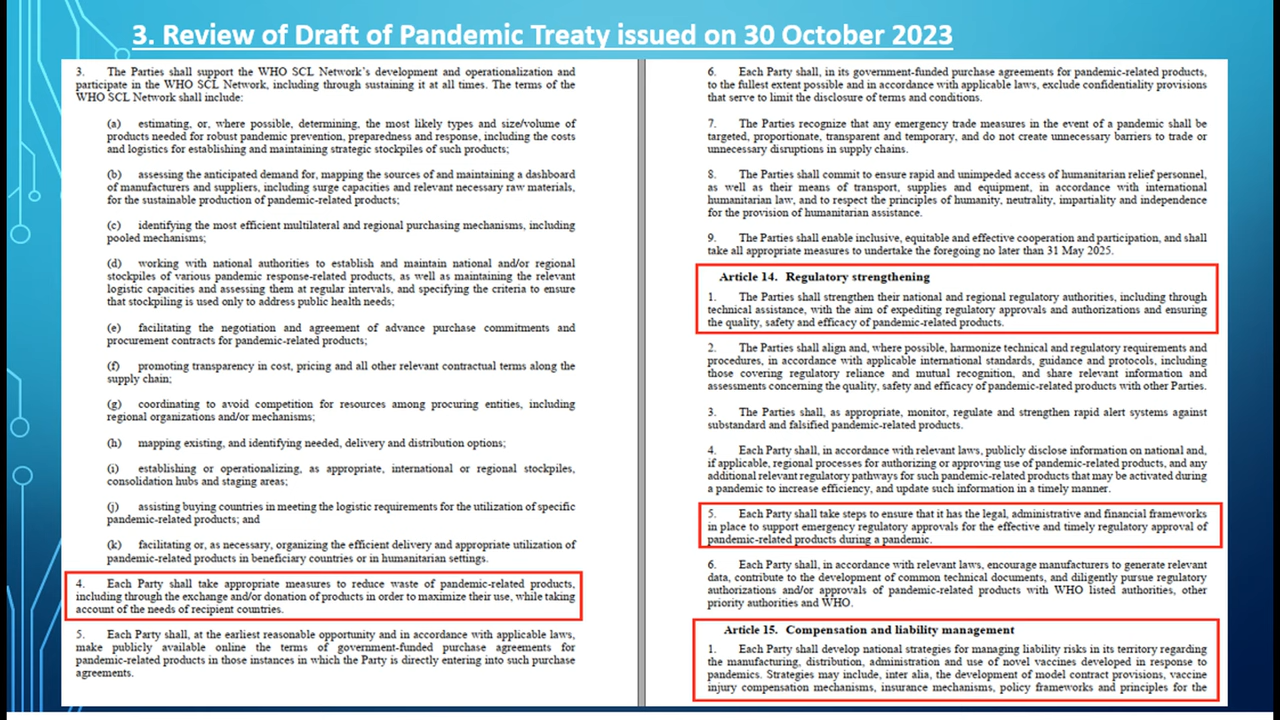 3. Review of Draft of Pandemic Treaty issued on 30 October 2023
3. The Parties shall support the WHO SCL Network's development and operationalization and
participate in the WHO SCL Network, including through sustaining it at all times. The terms of the
WHO SCL Network shall include:
(a) estimating, or, where possible, determining, the most likely types and size/volume of
products needed for robust pandemic prevention, preparedness and response, including the costs
and logistics for establishing and maintaining strategic stockpiles of such products;
(b) assessing the anticipated demand for, mapping the sources of and maintaining a dashboard
of manufacturers and suppliers, including surge capacities and relevant necessary raw materials,
for the sustainable production of pandemic-related products;
(c) identifying the most efficient multilateral and regional purchasing mechanisms, including
pooled mechanisms;
(d) working with national authorities to establish and maintain national and/or regional
stockpiles of various pandemic response-related products, as well as maintaining the relevant
logistic capacities and assessing them at regular intervals, and specifying the criteria to ensure
that stockpiling is used only to address public health needs;
(e) facilitating the negotiation and agreement of advance purchase commitments and
procurement contracts for pandemic-related products;
(f) promoting transparency in cost, pricing and all other relevant contractual terms along the
supply chain;
(g) coordinating to avoid competition for resources among procuring entities, including
regional organizations and/or mechanisms;
(h) mapping existing, and identifying needed, delivery and distribution options;
(i) establishing or operationalizing, as appropriate, international or regional stockpiles,
consolidation hubs and staging areas;
(j) assisting buying countries in meeting the logistic requirements for the utilization of specific
pandemic-related products; and
(k) facilitating or, as necessary, organizing the efficient delivery and appropriate utilization of
pandemic-related products in beneficiary countries or in humanitarian settings.
4. Each Party shall take appropriate measures to reduce waste of pandemic-related products,
including through the exchange and/or donation of products in order to maximize their use, while taking
account of the needs of recipient countries.
5. Each Party shall, at the earliest reasonable opportunity and in accordance with applicable laws,
make publicly available online the terms of government-funded purchase agreements for
pandemic-related products in those instances in which the Party is directly entering into such purchase
agreements.
6. Each Party shall, in its government-funded purchase agreements for pandemic-related products,
to the fullest extent possible and in accordance with applicable laws, exclude confidentiality provisions
that serve to limit the disclosure of terms and conditions.
7. The Parties recognize that any emergency trade measures in the event of a pandemic shall be
targeted, proportionate, transparent and temporary, and do not create unnecessary barriers to trade or
unnecessary disruptions in supply chains.
8. The Parties shall commit to ensure rapid and unimpeded access of humanitarian relief personnel,
as well as their means of transport, supplies and equipment, in accordance with international
humanitarian law, and to respect the principles of humanity, neutrality, impartiality and independence
for the provision of humanitarian assistance.
9. The Parties shall enable inclusive, equitable and effective cooperation and participation, and shall
take all appropriate measures to undertake the foregoing no later than 31 May 2025.
Article 14. Regulatory strengthening
1. The Parties shall strengthen their national and regional regulatory authorities, including through
technical assistance, with the aim of expediting regulatory approvals and authorizations and ensuring
the quality, safety and efficacy of pandemic-related products.
2. The Parties shall align and, where possible, harmonize technical and regulatory requirements and
procedures, in accordance with applicable international standards, guidance and protocols, including
those covering regulatory reliance and mutual recognition, and share relevant information and
assessments concerning the quality, safety and efficacy of pandemic-related products with other Parties.
3. The Parties shall, as appropriate, monitor, regulate and strengthen rapid alert systems against
substandard and falsified pandemic-related products.
4. Each Party shall, in accordance with relevant laws, publicly disclose information on national and,
if applicable, regional processes for authorizing or approving use of pandemic-related products, and any
additional relevant regulatory pathways for such pandemic-related products that may be activated during
a pandemic to increase efficiency, and update such information in a timely manner.
5. Each Party shall take steps to ensure that it has the legal, administrative and financial frameworks
in place to support emergency regulatory approvals for the effective and timely regulatory approval of
pandemic-related products during a pandemic.
6. Each Party shall, in accordance with relevant laws, encourage manufacturers to generate relevant
data, contribute to the development of common technical documents, and diligently pursue regulatory
authorizations and/or approvals of pandemic-related products with WHO listed authorities, other
priority authorities and WHO.
Article 15. Compensation and liability management
1. Each Party shall develop national strategies for managing liability risks in its territory regarding
the manufacturing, distribution, administration and use of novel vaccines developed in response to
pandemics. Strategies may include, inter alia, the development of model contract provisions, vaccine
injury compensation mechanisms, insurance mechanisms, policy frameworks and principles for the